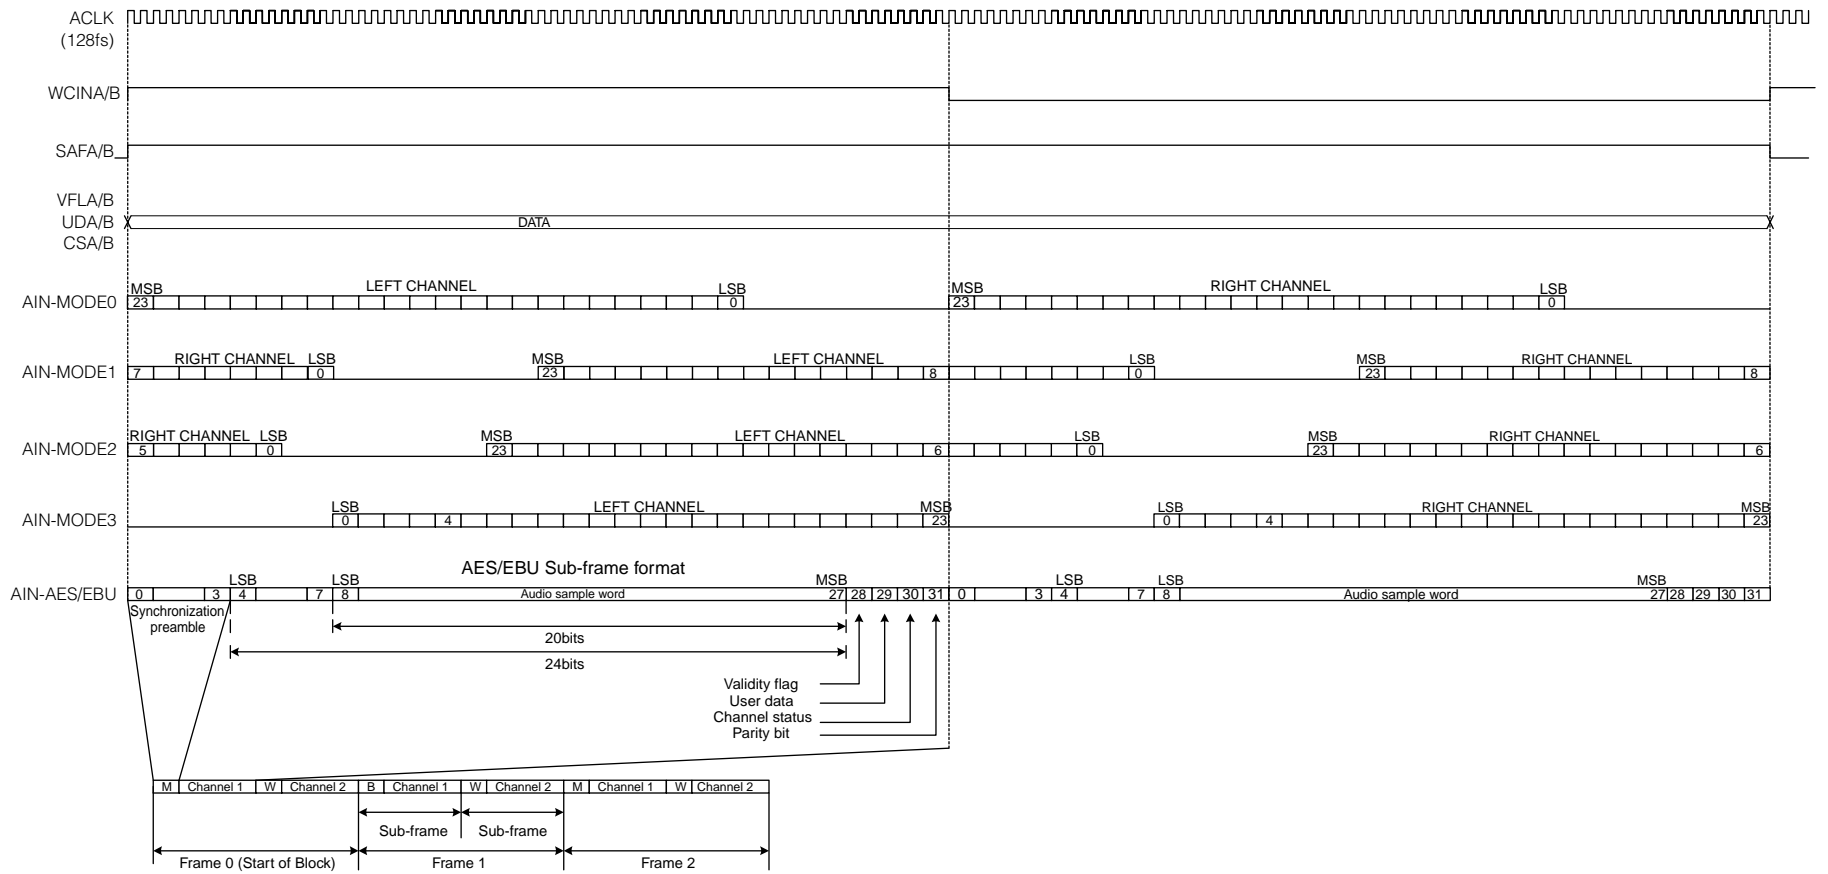 ACLK
(128fs)
WCINA/B
SAFA/B
VFLA/B
UDA/B
CSA/B
DATA
MSB LEFT CHANNEL LSB MSB RIGHT CHANNEL LSB
AIN-MODE0 23 0 23 0
RIGHT CHANNEL LSB MSB LEFT CHANNEL LSB MSB RIGHT CHANNEL
AIN-MODE1 7 0 23 8 0 23 8
RIGHT CHANNEL LSB MSB LEFT CHANNEL LSB MSB RIGHT CHANNEL
AIN-MODE2 5 0 23 6 0 23 6
LSB LEFT CHANNEL MSB LSB RIGHT CHANNEL MSB
AIN-MODE3 0 4 23 0 4 23
AES/EBU Sub-frame format
LSB LSB MSB LSB LSB MSB
AIN-AES/EBU 0 3 4 7 8 Audio sample word 27 28 29 30 31 0 3 4 7 8 Audio sample word 27 28 29 30 31
Synchronization
preamble
20bits
24bits
Validity flag
User data
Channel status
Parity bit
M Channel 1 W Channel 2 B Channel 1 W Channel 2 M Channel 1 W Channel 2
Sub-frame Sub-frame
Frame 0 (Start of Block) Frame 1 Frame 2